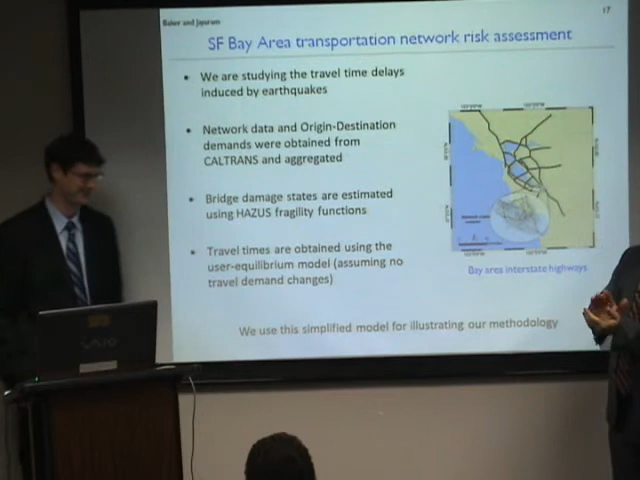 Baker and Jayaram
17
SF Bay Area transportation network risk assessment
• We are studying the travel time delays
induced by earthquakes
• Network data and Origin-Destination
demands were obtained from
CALTRANS and aggregated
• Bridge damage states are estimated
using HAZUS fragility functions
• Travel times are obtained using the
user-equilibrium model (assuming no
travel demand changes)
Bay area interstate highways
We use this simplified model for illustrating our methodology
VAIO